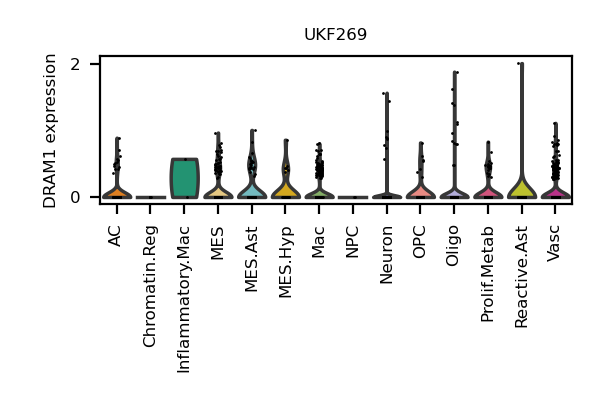 UKF269
DRAM1 expression
2
0
AC
Chromatin.Reg
Inflammatory.Mac
MES
MES.Ast
MES.Hyp
Mac
NPC
Neuron
OPC
Oligo
Prolif.Metab
Reactive.Ast
Vasc